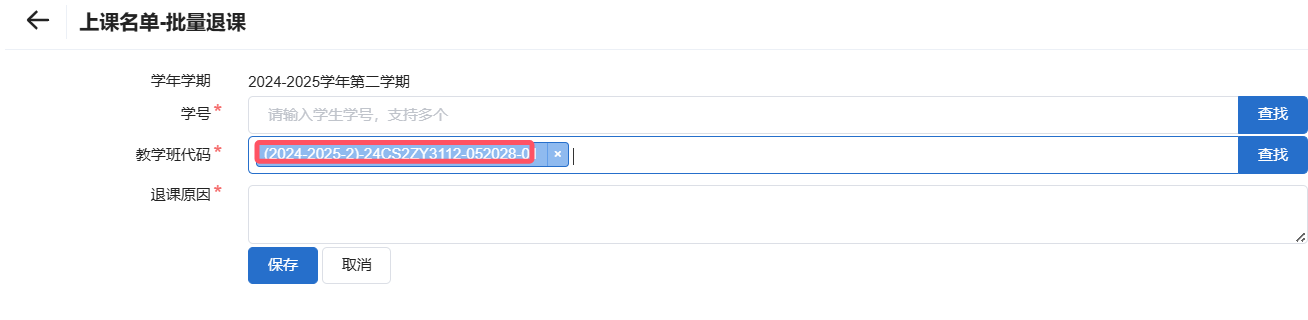 上课名单-批量退课
学年学期 2024-2025学年第二学期
学号* 请输入学生学号，支持多个 查找
教学班代码* (2024-2025-2)-24CS2ZY3112-052028-0 × 查找
退课原因*
保存 取消